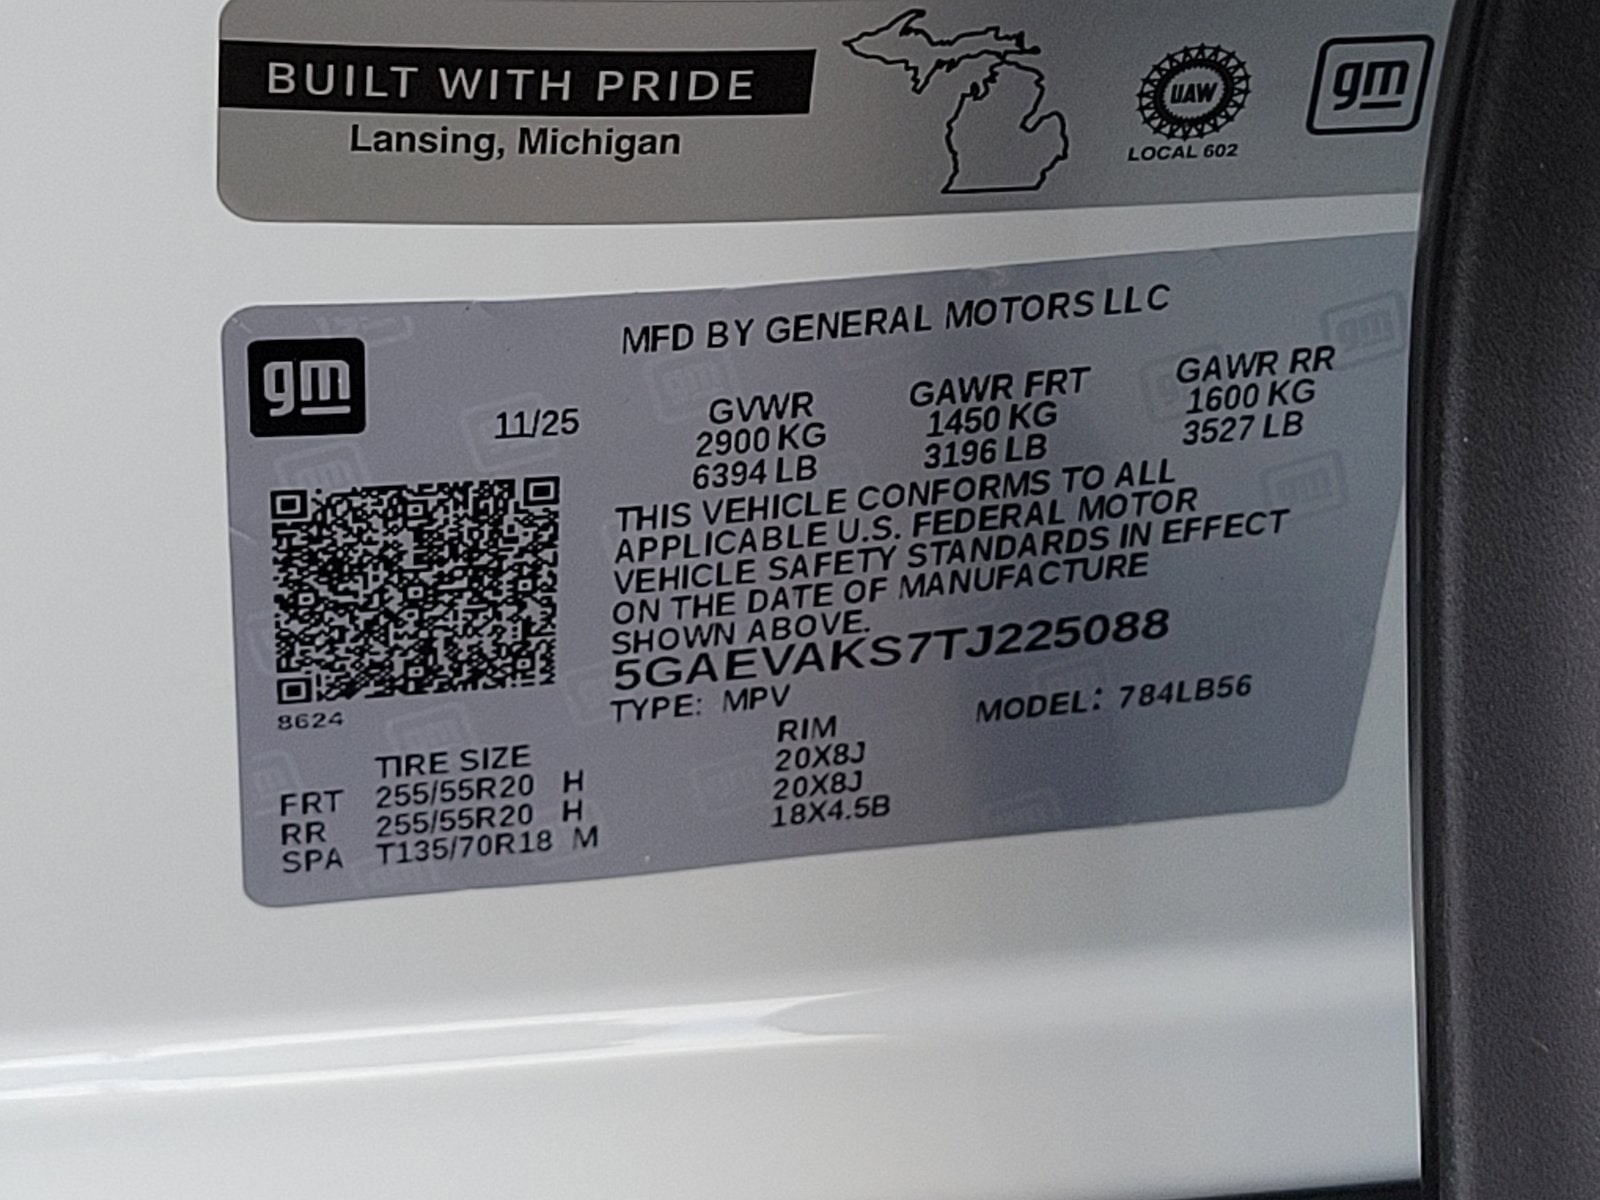 BUILT WITH PRIDE
Lansing, Michigan
UAW
LOCAL 602
gm
MFD BY GENERAL MOTORS LLC
gm
11/25
GVWR
2900 KG
6394 LB
GAWR FRT
1450 KG
3196 LB
GAWR RR
1600 KG
3527 LB
THIS VEHICLE CONFORMS TO ALL
APPLICABLE U.S. FEDERAL MOTOR
VEHICLE SAFETY STANDARDS IN EFFECT
ON THE DATE OF MANUFACTURE
SHOWN ABOVE.
5GAEVAKS7TJ225088
TYPE: MPV MODEL: 784LB56
8624
TIRE SIZE RIM
FRT 255/55R20 H 20X8J
RR 255/55R20 H 20X8J
SPA T135/70R18 M 18X4.5B